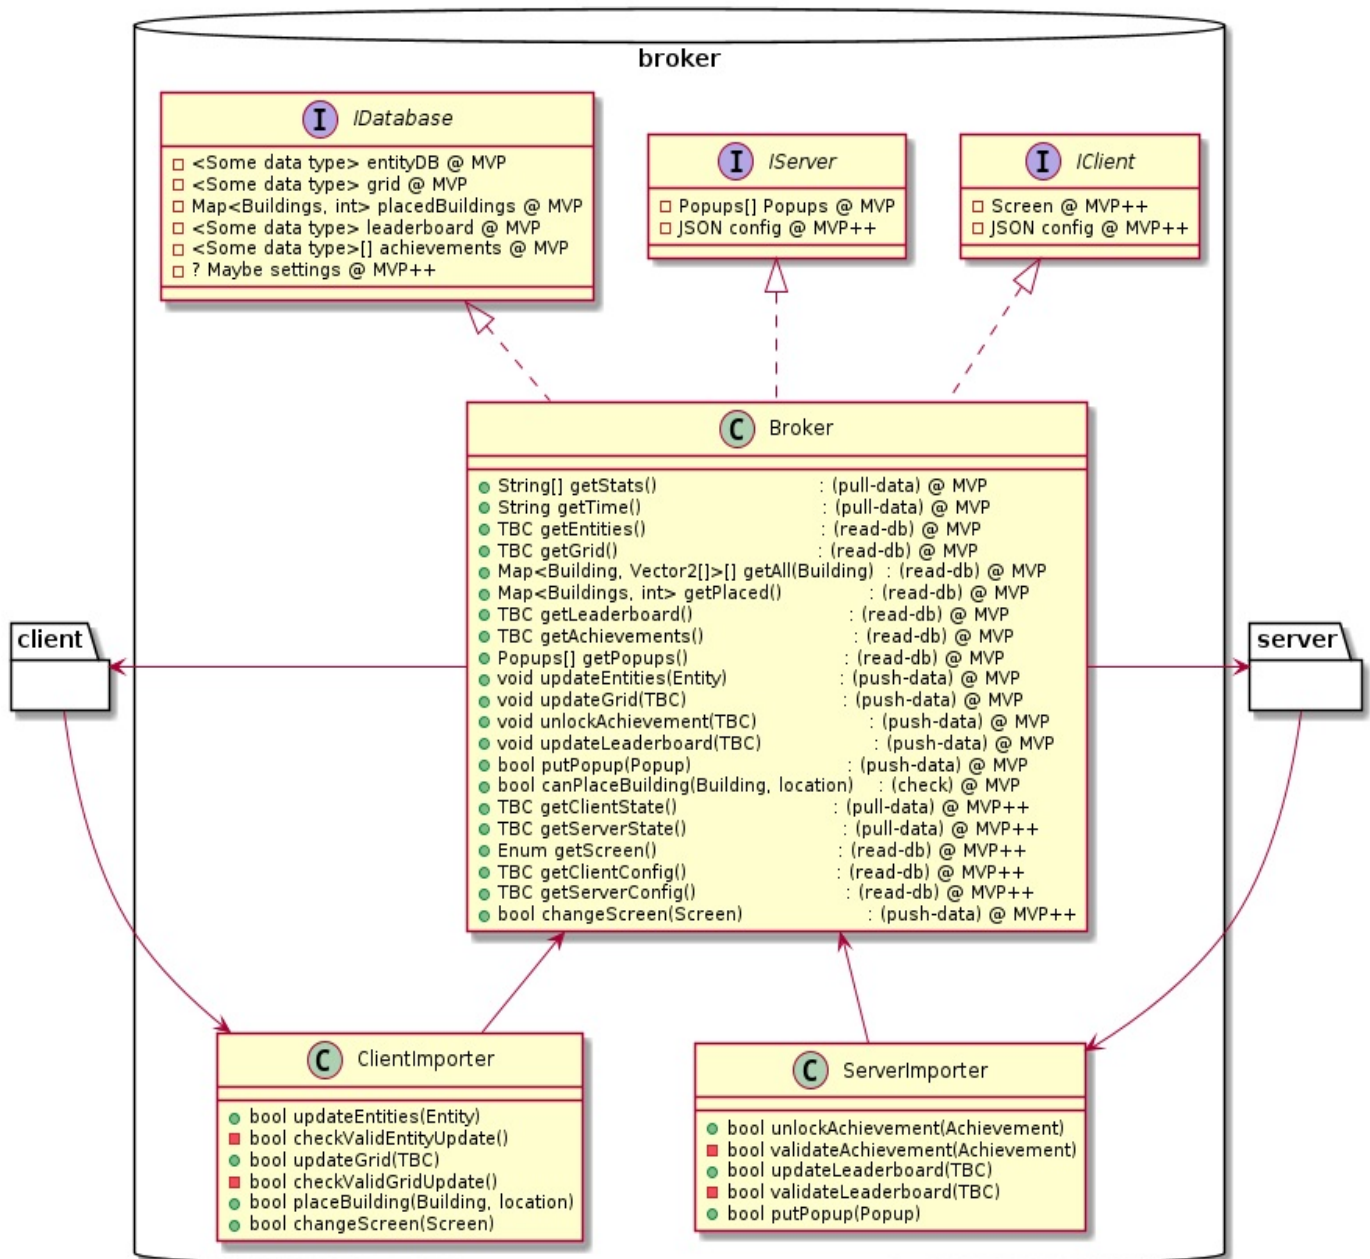 broker
I IDatabase
<Some data type> entityDB @ MVP
<Some data type> grid @ MVP
Map<Buildings, int> placedBuildings @ MVP
<Some data type> leaderboard @ MVP
<Some data type>[] achievements @ MVP
? Maybe settings @ MVP++
I IServer
Popups[] Popups @ MVP
JSON config @ MVP++
I IClient
Screen @ MVP++
JSON config @ MVP++
C Broker
String[] getStats() : (pull-data) @ MVP
String getTime() : (pull-data) @ MVP
TBC getEntities() : (read-db) @ MVP
TBC getGrid() : (read-db) @ MVP
Map<Building, Vector2[]>[] getAll(Building) : (read-db) @ MVP
Map<Buildings, int> getPlaced() : (read-db) @ MVP
TBC getLeaderboard() : (read-db) @ MVP
TBC getAchievements() : (read-db) @ MVP
Popups[] getPopups() : (read-db) @ MVP
void updateEntities(Entity) : (push-data) @ MVP
void updateGrid(TBC) : (push-data) @ MVP
void unlockAchievement(TBC) : (push-data) @ MVP
void updateLeaderboard(TBC) : (push-data) @ MVP
bool putPopup(Popup) : (push-data) @ MVP
bool canPlaceBuilding(Building, location) : (check) @ MVP
TBC getClientState() : (pull-data) @ MVP++
TBC getServerState() : (pull-data) @ MVP++
Enum getScreen() : (read-db) @ MVP++
TBC getClientConfig() : (read-db) @ MVP++
TBC getServerConfig() : (read-db) @ MVP++
bool changeScreen(Screen) : (push-data) @ MVP++
client
server
C ClientImporter
bool updateEntities(Entity)
bool checkValidEntityUpdate()
bool updateGrid(TBC)
bool checkValidGridUpdate()
bool placeBuilding(Building, location)
bool changeScreen(Screen)
C ServerImporter
bool unlockAchievement(Achievement)
bool validateAchievement(Achievement)
bool updateLeaderboard(TBC)
bool validateLeaderboard(TBC)
bool putPopup(Popup)